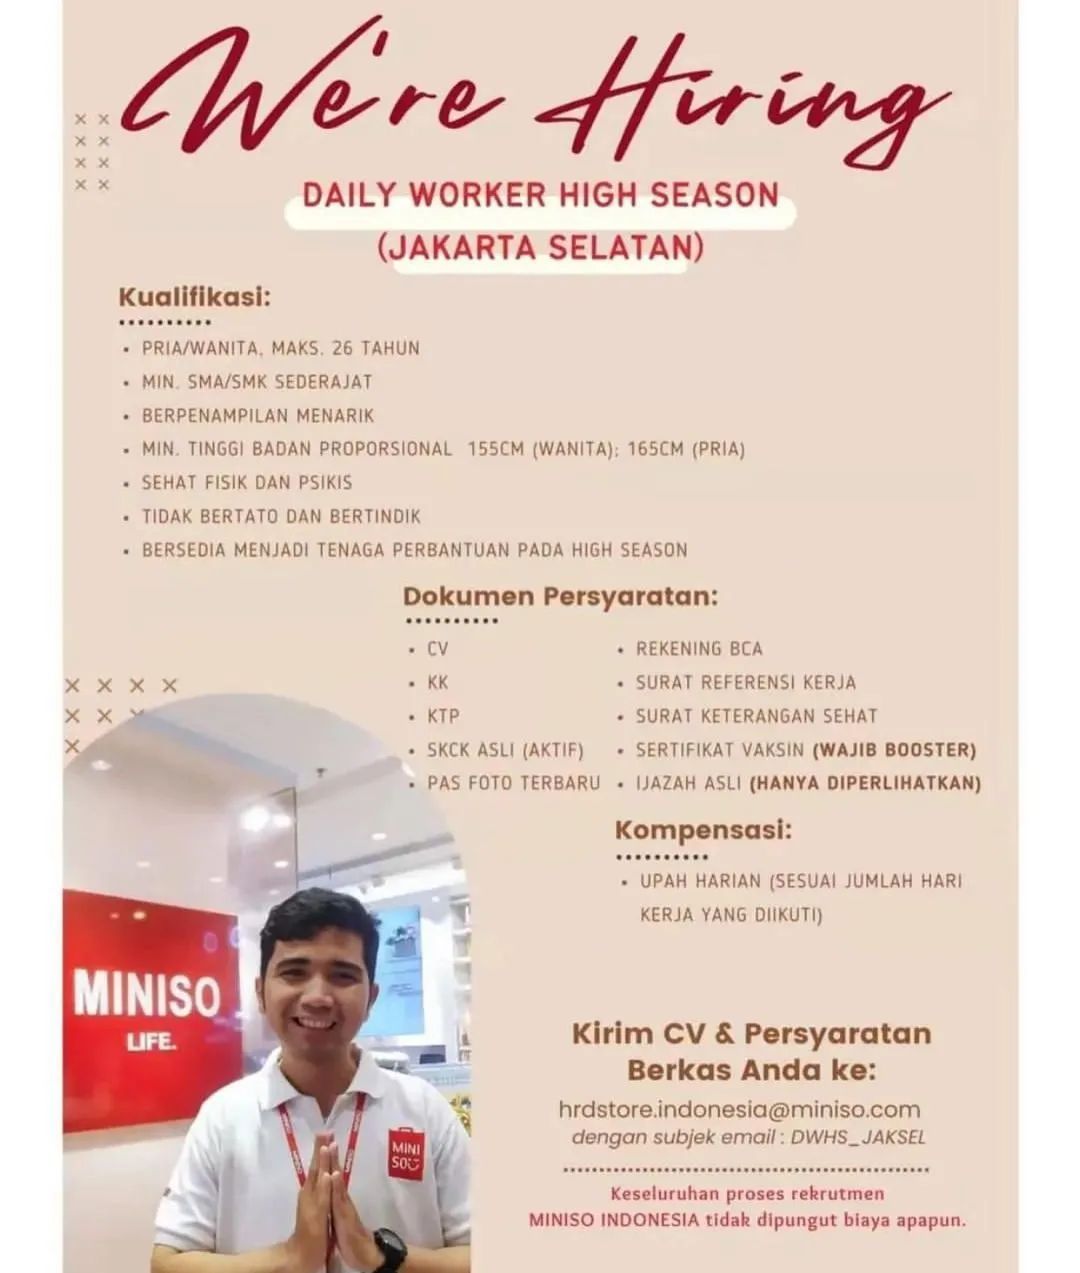 We're Hiring
DAILY WORKER HIGH SEASON
(JAKARTA SELATAN)
Kualifikasi:
• PRIA/WANITA, MAKS. 26 TAHUN
• MIN. SMA/SMK SEDERAJAT
• BERPENAMPILAN MENARIK
• MIN. TINGGI BADAN PROPORSIONAL 155CM (WANITA); 165CM (PRIA)
• SEHAT FISIK DAN PSIKIS
• TIDAK BERTATO DAN BERTINDIK
• BERSEDIA MENJADI TENAGA PERBANTUAN PADA HIGH SEASON
Dokumen Persyaratan:
• CV
• KK
• KTP
• SKCK ASLI (AKTIF)
• PAS FOTO TERBARU
• REKENING BCA
• SURAT REFERENSI KERJA
• SURAT KETERANGAN SEHAT
• SERTIFIKAT VAKSIN (WAJIB BOOSTER)
• IJAZAH ASLI (HANYA DIPERLIHATKAN)
Kompensasi:
• UPAH HARIAN (SESUAI JUMLAH HARI
KERJA YANG DIIKUTI)
MINISO
LIFE.
MINI
SO
Kirim CV & Persyaratan
Berkas Anda ke:
hrdstore.indonesia@miniso.com
dengan subjek email : DWHS_JAKSEL
Keseluruhan proses rekrutmen
MINISO INDONESIA tidak dipungut biaya apapun.